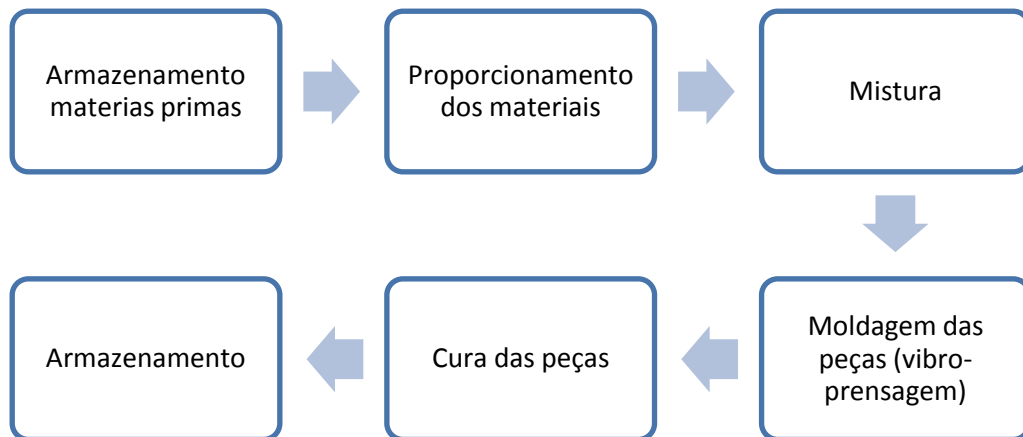 Armazenamento
materias primas
Proporcionamento
dos materiais
Mistura
Moldagem das
peças (vibro-
prensagem)
Cura das peças
Armazenamento